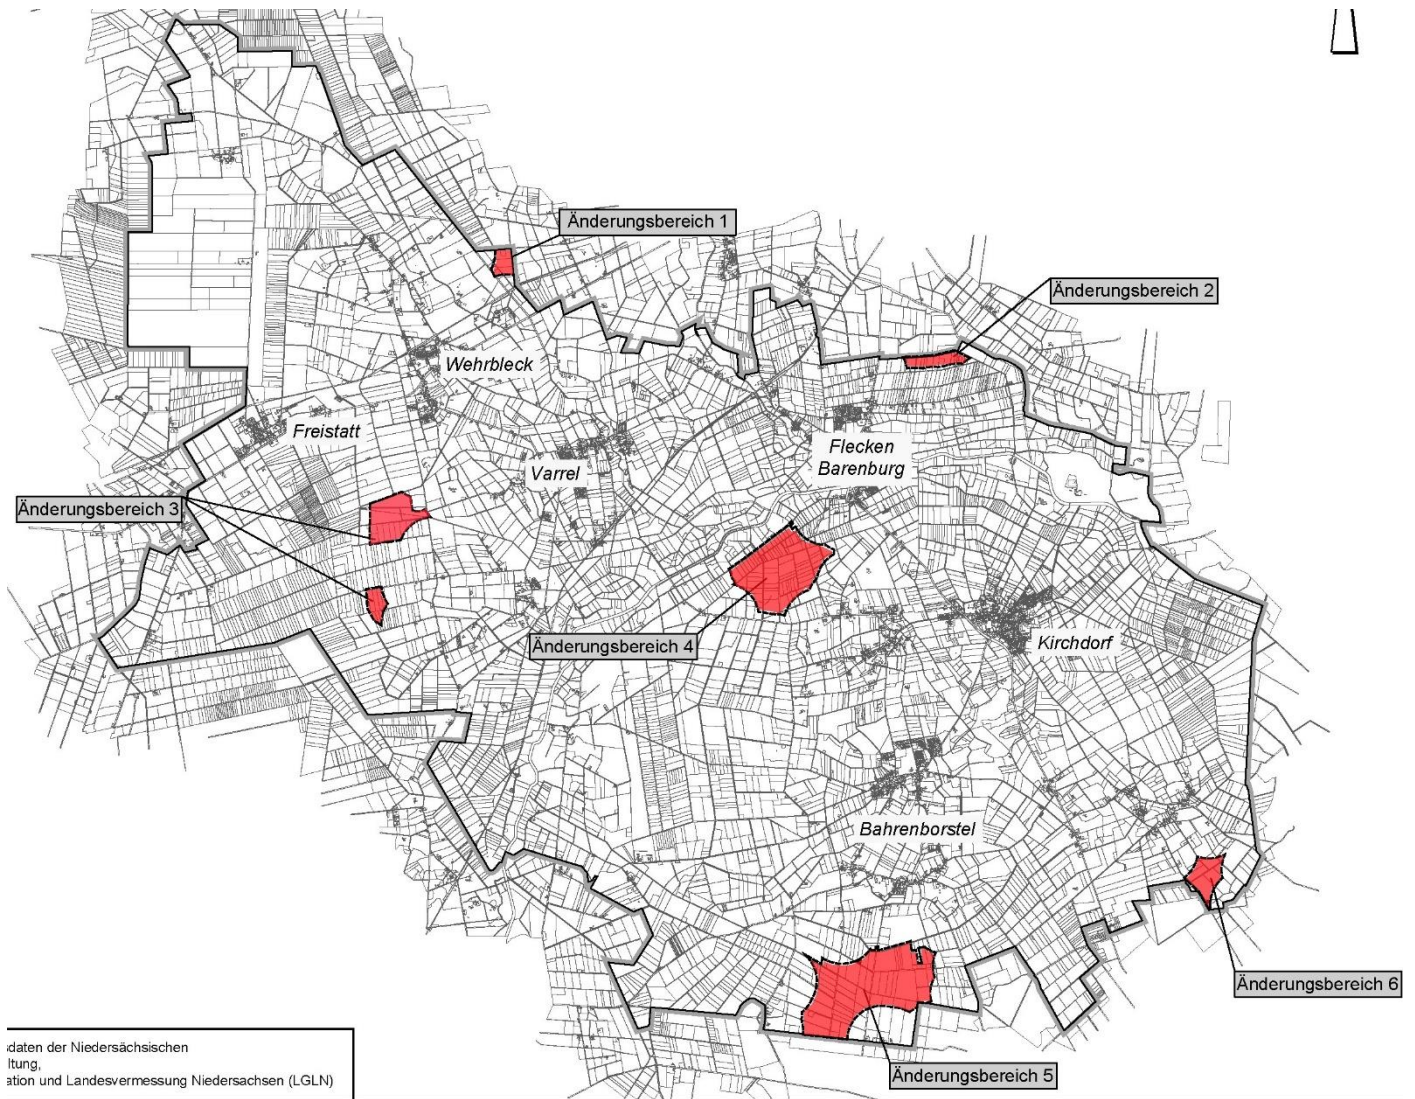 Änderungsbereich 1
Änderungsbereich 2
Wehrbleck
Freistatt
Flecken
Barenburg
Varrel
Änderungsbereich 3
Änderungsbereich 4
Kirchdorf
Bahrenborstel
Änderungsbereich 6
Änderungsbereich 5
sdaten der Niedersächsischen
ltung,
ation und Landesvermessung Niedersachsen (LGLN)